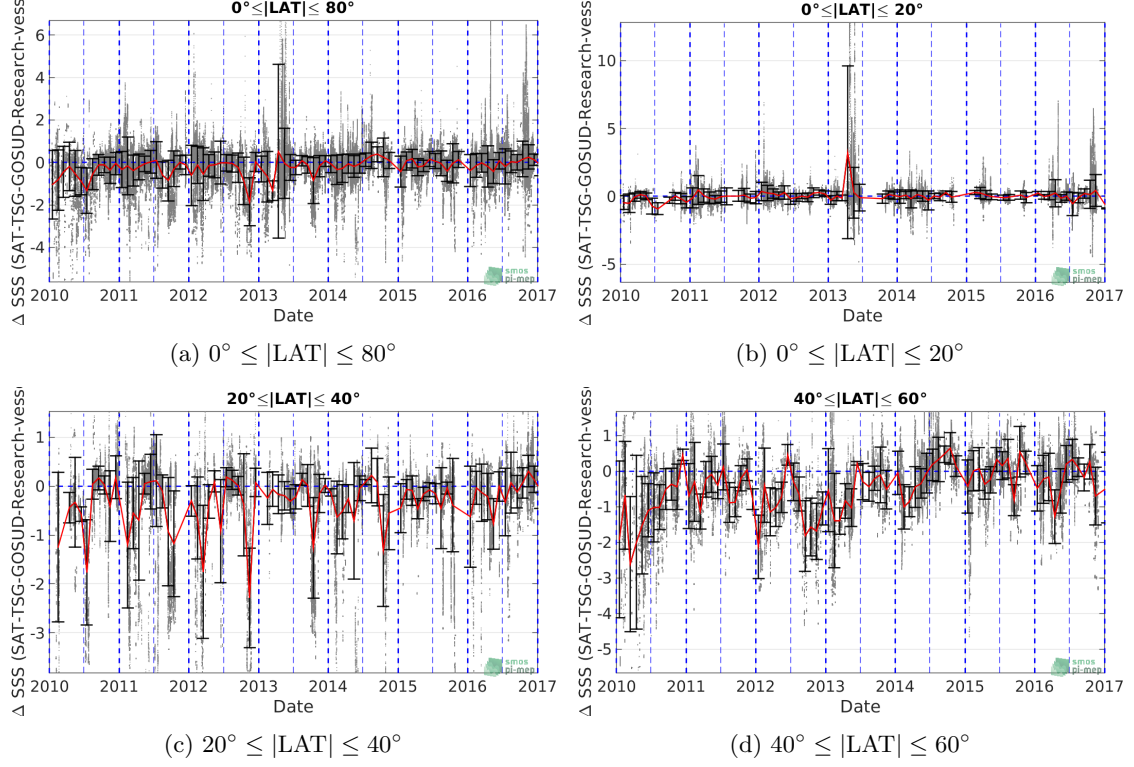 0°≤|LAT|≤ 80°
Δ SSS (SAT-TSG-GOSUD-Research-vess
6
4
2
0
-2
-4
2010 2011 2012 2013 2014 2015 2016 2017
Date
smos
pi-mep
(a) 0° ≤ |LAT| ≤ 80°
0°≤|LAT|≤ 20°
Δ SSS (SAT-TSG-GOSUD-Research-vess
10
5
0
-5
2010 2011 2012 2013 2014 2015 2016 2017
Date
smos
pi-mep
(b) 0° ≤ |LAT| ≤ 20°
20°≤|LAT|≤ 40°
Δ SSS (SAT-TSG-GOSUD-Research-vess
1
0
-1
-2
-3
2010 2011 2012 2013 2014 2015 2016 2017
Date
smos
pi-mep
(c) 20° ≤ |LAT| ≤ 40°
40°≤|LAT|≤ 60°
Δ SSS (SAT-TSG-GOSUD-Research-vess
1
0
-1
-2
-3
-4
-5
2010 2011 2012 2013 2014 2015 2016 2017
Date
smos
pi-mep
(d) 40° ≤ |LAT| ≤ 60°